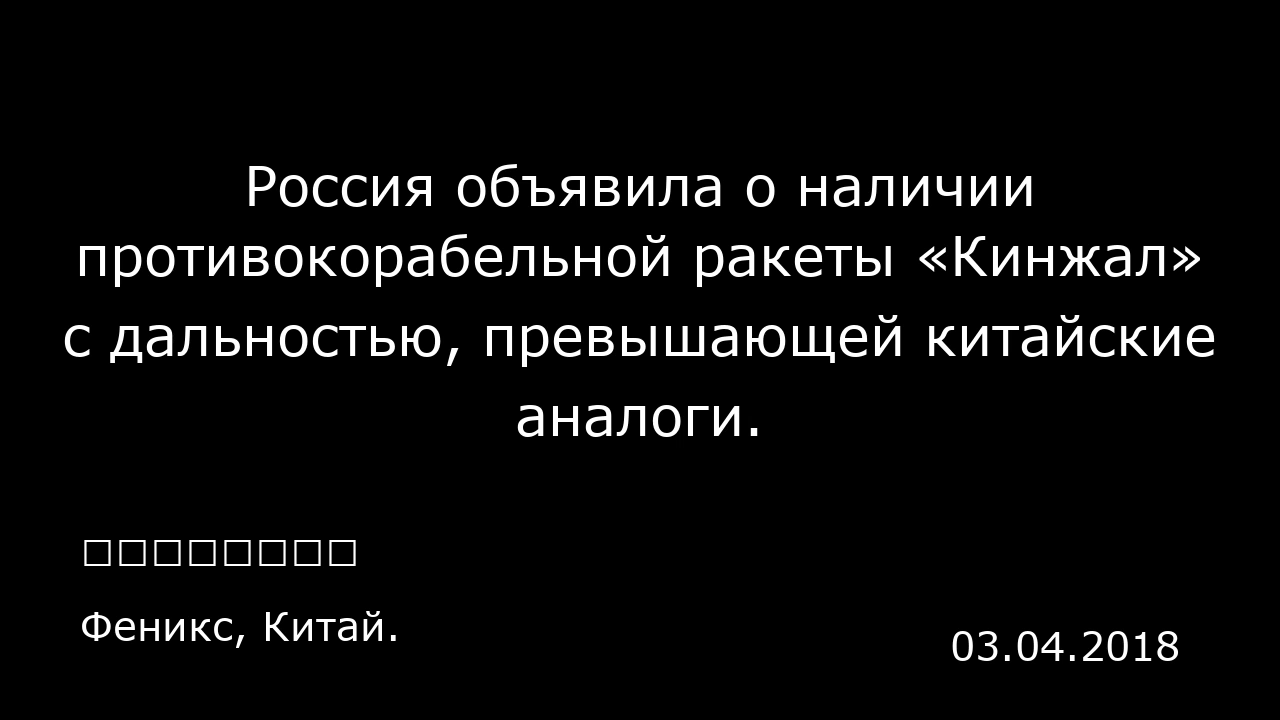 Россия объявила о наличии
противокорабельной ракеты «Кинжал»
с дальностью, превышающей китайские
аналоги.
□□□□□□□□
Феникс, Китай.
03.04.2018